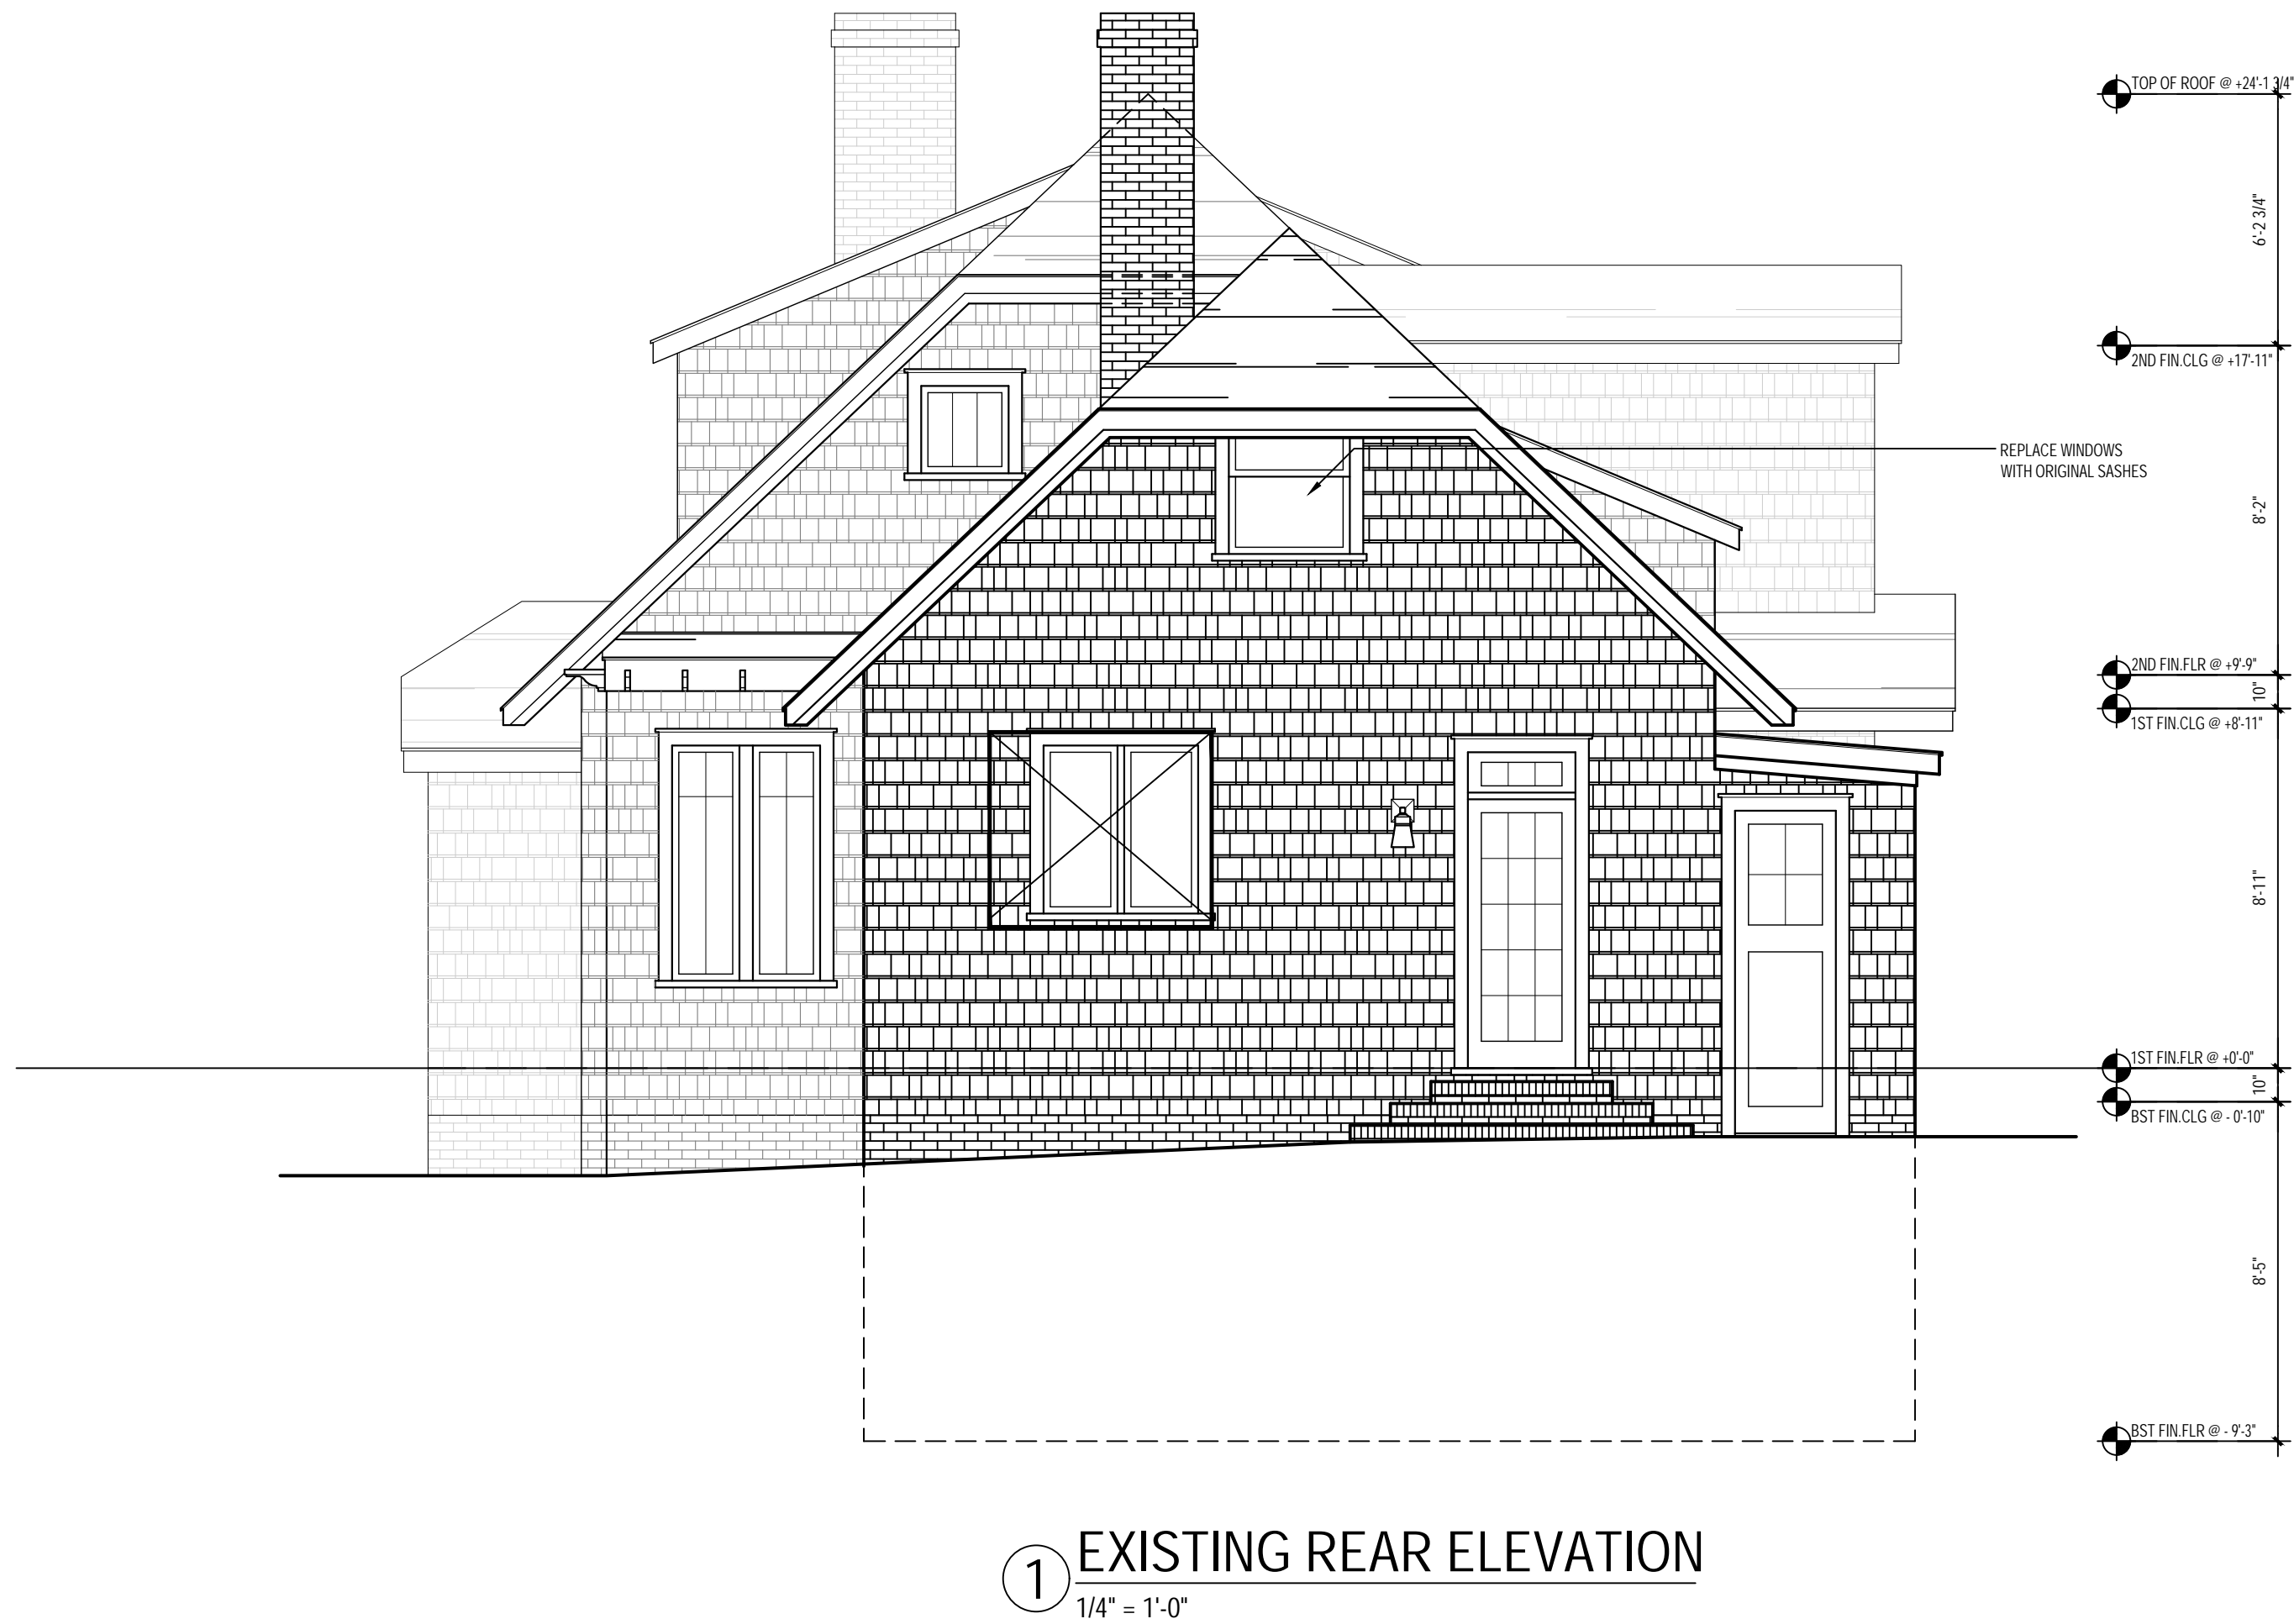 TOP OF ROOF @ +24'-1 3/4"
6'-2 3/4"
2ND FIN.CLG @ +17'-11"
REPLACE WINDOWS
WITH ORIGINAL SASHES
8'-2"
2ND FIN.FLR @ +9'-9"
10"
1ST FIN.CLG @ +8'-11"
8'-11"
1ST FIN.FLR @ +0'-0"
10"
BST FIN.CLG @ - 0'-10"
8'-5"
BST FIN.FLR @ - 9'-3"
1 EXISTING REAR ELEVATION
1/4" = 1'-0"